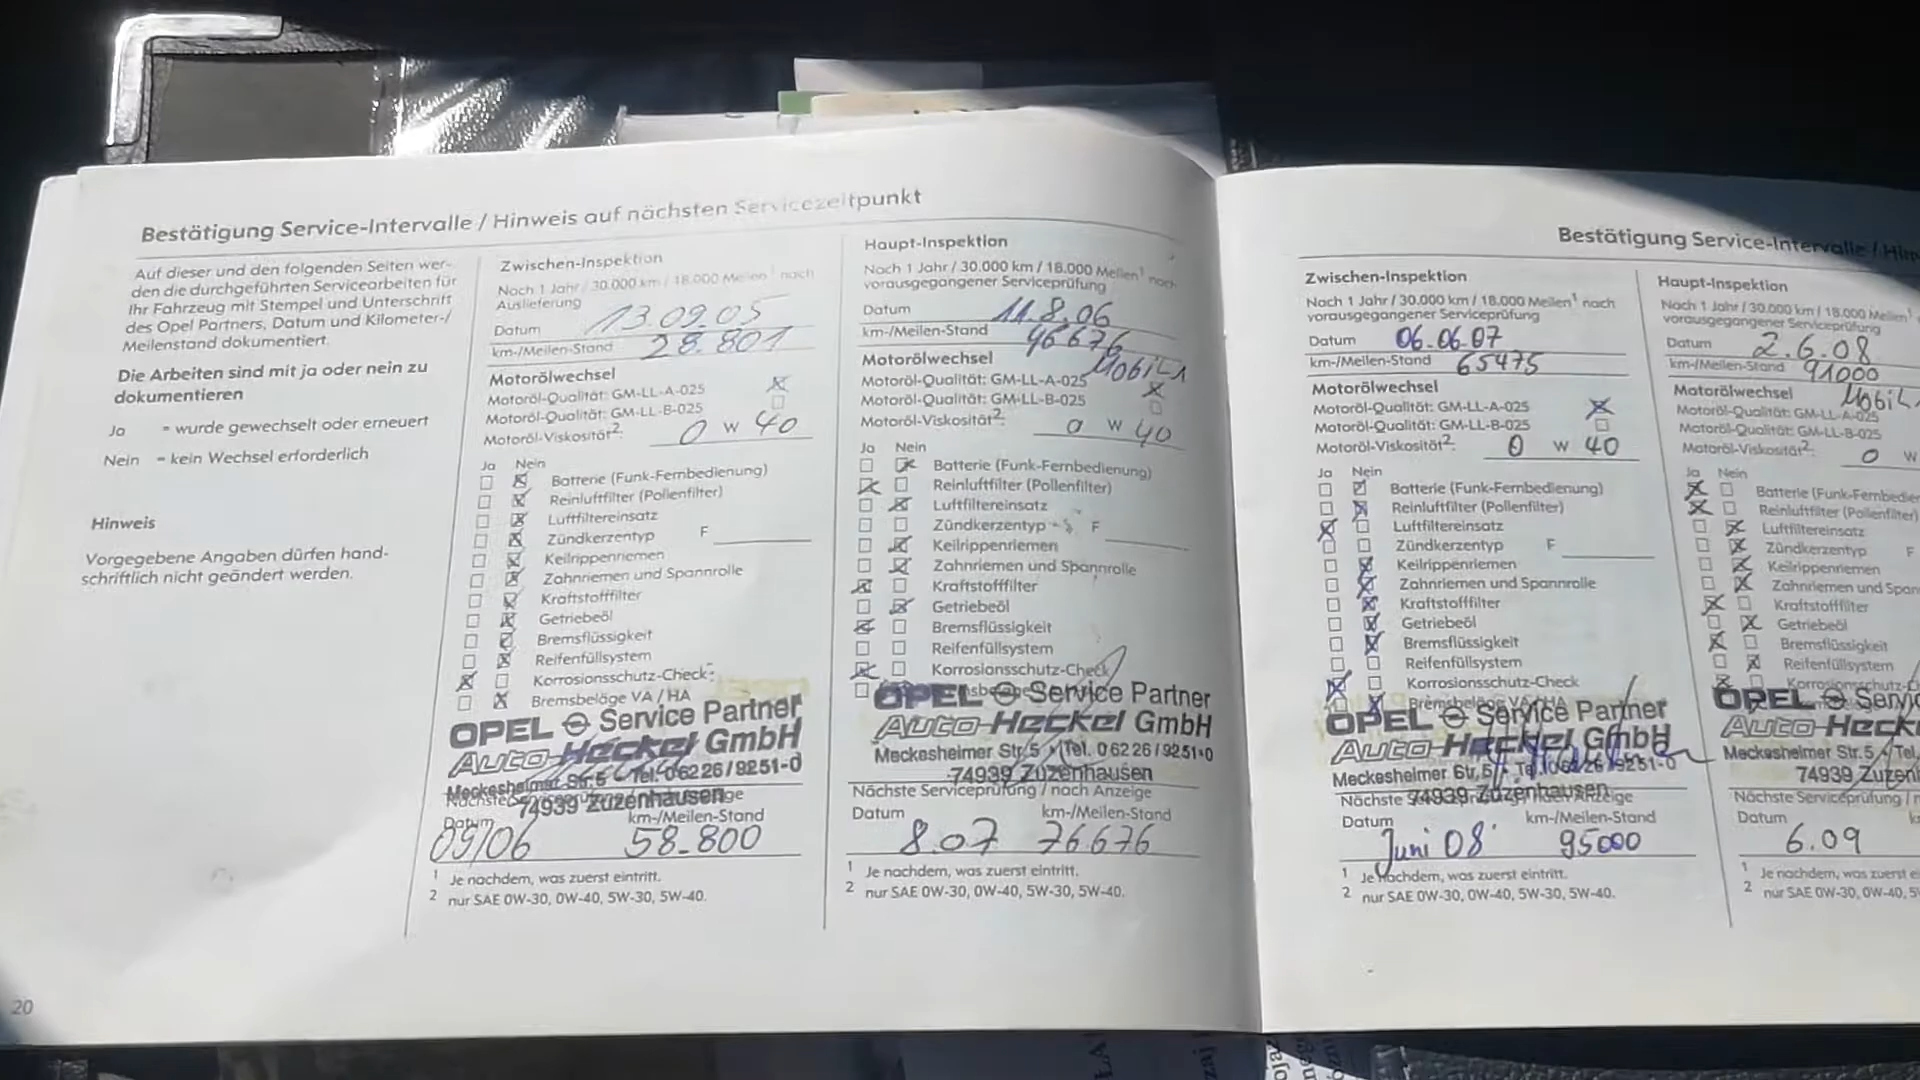 Bestätigung Service-Intervalle / Hinweis auf nächsten Servicezeitpunkt
Auf dieser und den folgenden Seiten wer-
den die durchgeführten Servicearbeiten für
Ihr Fahrzeug mit Stempel und Unterschrift
des Opel Partners, Datum und Kilometer-/
Meilenstand dokumentiert.
Die Arbeiten sind mit ja oder nein zu
dokumentieren
Ja = wurde gewechselt oder erneuert
Nein = kein Wechsel erforderlich
Hinweis
Vorgegebene Angaben dürfen hand-
schriftlich nicht geändert werden.
20
Zwischen-Inspektion
Nach 1 Jahr / 30.000 km / 18.000 Meilen1 nach
Auslieferung
Datum 13.09.05
km-/Meilen-Stand 28.801
Motorölwechsel
Motoröl-Qualität: GM-LL-A-025
Motoröl-Qualität: GM-LL-B-025
Motoröl-Viskosität2: 0 W 40
Ja Nein
Batterie (Funk-Fernbedienung)
Reinluftfilter (Pollenfilter)
Luftfiltereinsatz
Zündkerzentyp F
Keilrippenriemen
Zahnriemen und Spannrolle
Kraftstofffilter
Getriebeöl
Bremsflüssigkeit
Reifenfüllsystem
Korrosionsschutz-Check:
Bremsbeläge VA / HA
OPEL Service Partner
Auto-Heckel GmbH
Meckesheimer Str. 5 · Tel. 06226/9251-0
74939 Zuzenhausen
Datum km-/Meilen-Stand
09/06 58.800
1 Je nachdem, was zuerst eintritt.
2 nur SAE 0W-30, 0W-40, 5W-30, 5W-40.
Haupt-Inspektion
Nach 1 Jahr / 30.000 km / 18.000 Meilen1 nach
vorausgegangener Serviceprüfung
Datum 11.8.06
km-/Meilen-Stand 46676
Motorölwechsel Mobil 1
Motoröl-Qualität: GM-LL-A-025
Motoröl-Qualität: GM-LL-B-025
Motoröl-Viskosität2: 0 W 40
Ja Nein
Batterie (Funk-Fernbedienung)
Reinluftfilter (Pollenfilter)
Luftfiltereinsatz
Zündkerzentyp F
Keilrippenriemen
Zahnriemen und Spannrolle
Kraftstofffilter
Getriebeöl
Bremsflüssigkeit
Reifenfüllsystem
Korrosionsschutz-Check
OPEL Service Partner
Auto-Heckel GmbH
Meckesheimer Str. 5 · Tel. 06226/9251-0
74939 Zuzenhausen
Nächste Serviceprüfung / nach Anzeige
Datum km-/Meilen-Stand
8.07 76676
1 Je nachdem, was zuerst eintritt.
2 nur SAE 0W-30, 0W-40, 5W-30, 5W-40.
Bestätigung Service-Intervalle / Hin
Zwischen-Inspektion
Nach 1 Jahr / 30.000 km / 18.000 Meilen1 nach
vorausgegangener Serviceprüfung
Datum 06.06.07
km-/Meilen-Stand 65475
Motorölwechsel
Motoröl-Qualität: GM-LL-A-025
Motoröl-Qualität: GM-LL-B-025
Motoröl-Viskosität2: 0 W 40
Ja Nein
Batterie (Funk-Fernbedienung)
Reinluftfilter (Pollenfilter)
Luftfiltereinsatz
Zündkerzentyp F
Keilrippenriemen
Zahnriemen und Spannrolle
Kraftstofffilter
Getriebeöl
Bremsflüssigkeit
Reifenfüllsystem
Korrosionsschutz-Check
Bremsbeläge VA / HA
OPEL Service Partner
Auto-Heckel GmbH
Meckesheimer Str. 5 · Tel. 06226/9251-0
74939 Zuzenhausen
Datum km-/Meilen-Stand
Juni 08 95000
1 Je nachdem, was zuerst eintritt.
2 nur SAE 0W-30, 0W-40, 5W-30, 5W-40.
Haupt-Inspektion
Nach 1 Jahr / 30.000 km / 18.000 Meilen1
vorausgegangener Serviceprüfung
Datum 2.6.08
km-/Meilen-Stand 91000
Motorölwechsel Mobil
Motoröl-Qualität: GM-LL-A-025
Motoröl-Qualität: GM-LL-B-025
Motoröl-Viskosität2: 0 W
Ja Nein
Batterie (Funk-Fernbedien
Reinluftfilter (Pollenfilter)
Luftfiltereinsatz
Zündkerzentyp F
Keilrippenriemen
Zahnriemen und Span
Kraftstofffilter
Getriebeöl
Bremsflüssigkeit
Reifenfüllsystem
Korrosionsschutz-C
OPEL Servic
Auto-Heck
Meckesheimer Str. 5 · Tel.
74939 Zuzen
Nächste Serviceprüfung / n
Datum
6.09
1 Je nachdem, was zuerst e
2 nur SAE 0W-30, 0W-40, 5